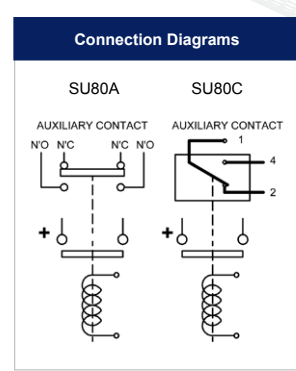 Connection Diagrams
SU80A SU80C
AUXILIARY CONTACT AUXILIARY CONTACT
N'O N'C N'C N'O 1
4
2
+ +